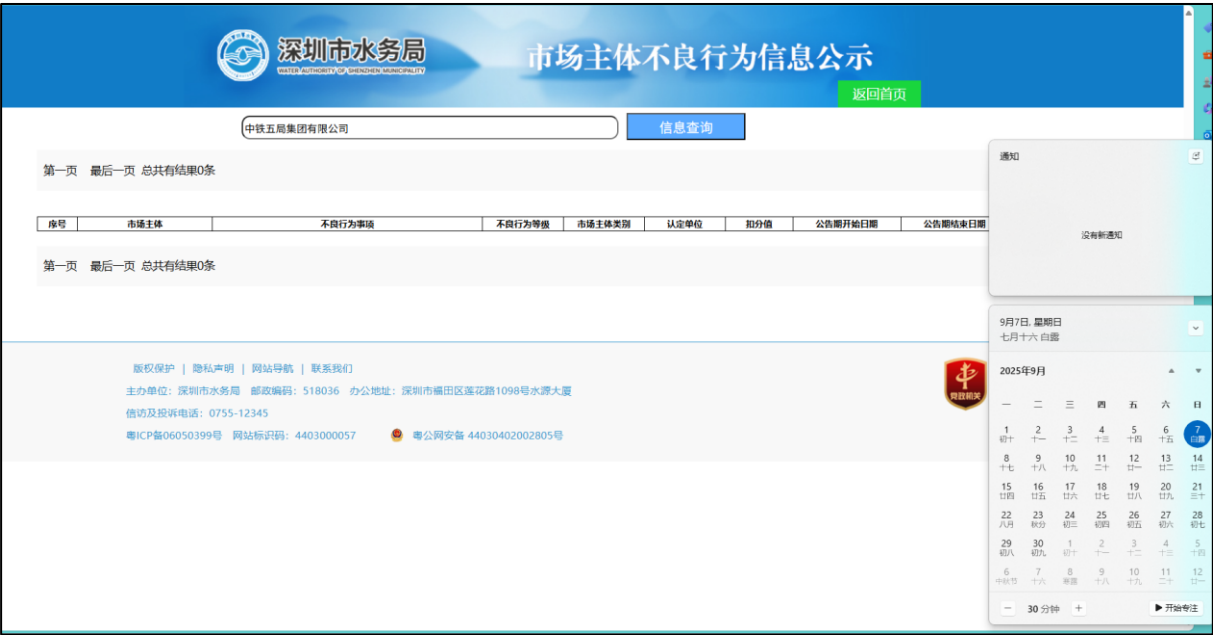 深圳市水务局
WATER AUTHORITY OF SHENZHEN MUNICIPALITY
市场主体不良行为信息公示
返回首页
中铁五局集团有限公司
信息查询
第一页 最后一页 总共有结果0条
序号 市场主体 不良行为事项 不良行为等级 市场主体类别 认定单位 扣分值 公告期开始日期 公告期结束日期
第一页 最后一页 总共有结果0条
版权保护 | 隐私声明 | 网站导航 | 联系我们
主办单位：深圳市水务局 邮政编码：518036 办公地址：深圳市福田区莲花路1098号水源大厦
信访及投诉电话：0755-12345
粤ICP备06050399号 网站标识码：4403000057 粤公网安备 44030402002805号
党政机关
通知
没有新通知
9月7日, 星期日
七月十六 白露
2025年9月
一 二 三 四 五 六 日
1 2 3 4 5 6 7
初十 十一 十二 十三 十四 十五 白露
8 9 10 11 12 13 14
十七 十八 十九 二十 廿一 廿二 廿三
15 16 17 18 19 20 21
廿四 廿五 廿六 廿七 廿八 廿九 三十
22 23 24 25 26 27 28
八月 秋分 初三 初四 初五 初六 初七
29 30 1 2 3 4 5
初八 初九 初十 十一 十二 十三 十四
6 7 8 9 10 11 12
中秋节 十六 寒露 十八 十九 二十 廿一
30 分钟
开始专注